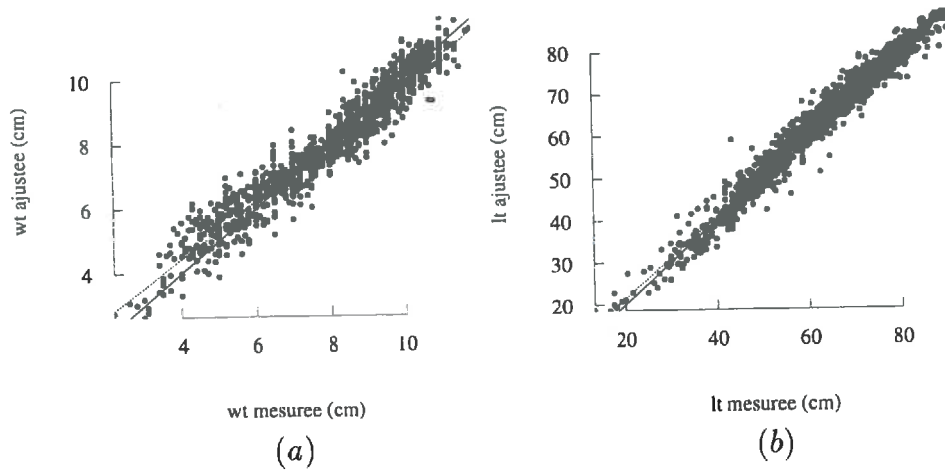 wt ajustee (cm)
10
8
6
4
4 6 8 10
wt mesuree (cm)
(a)
lt ajustee (cm)
80
70
60
50
40
30
20
20 40 60 80
lt mesuree (cm)
(b)